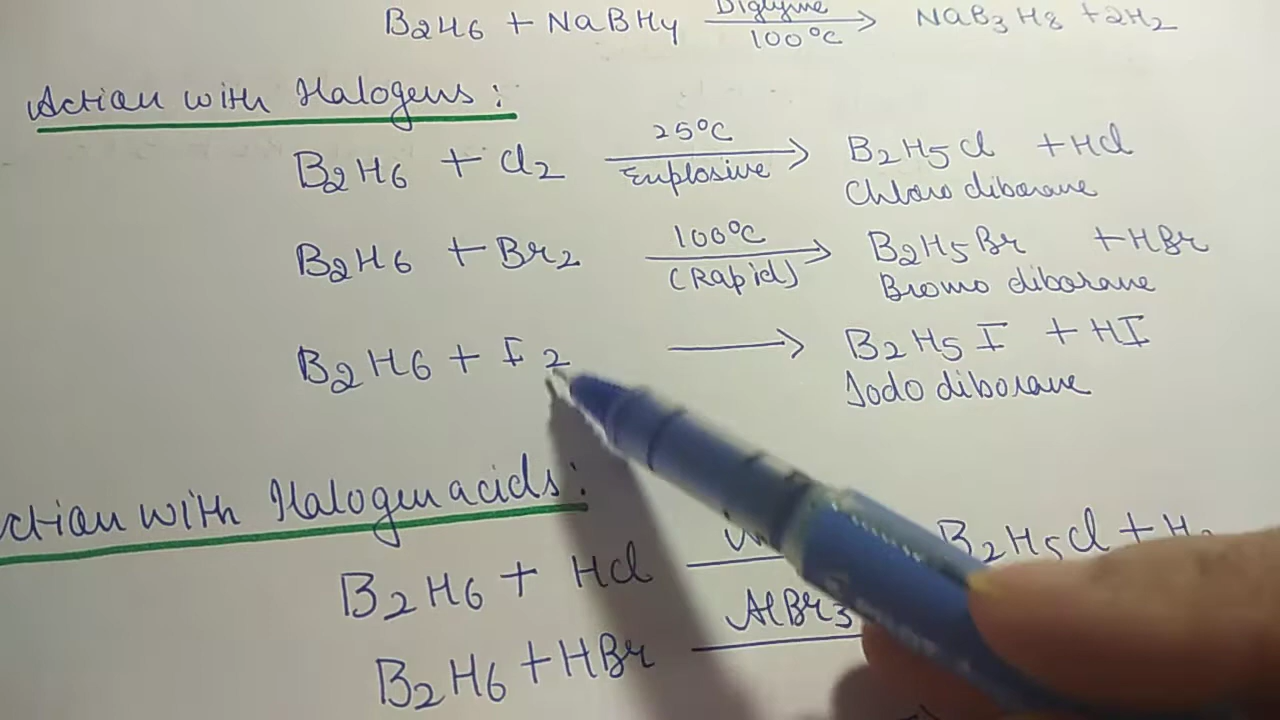 B2H6 + NaBH4 Diglyme 100°C NaB3H8 + 2H2
Action with Halogens :
B2H6 + Cl2 25°C Explosive B2H5Cl + HCl
Chloro diborane
B2H6 + Br2 100°C (Rapid) B2H5Br + HBr
Bromo diborane
B2H6 + I2 B2H5I + HI
Iodo diborane
ction with Halogen acids :
B2H6 + HCl B2H5Cl + H2
B2H6 + HBr AlBr3